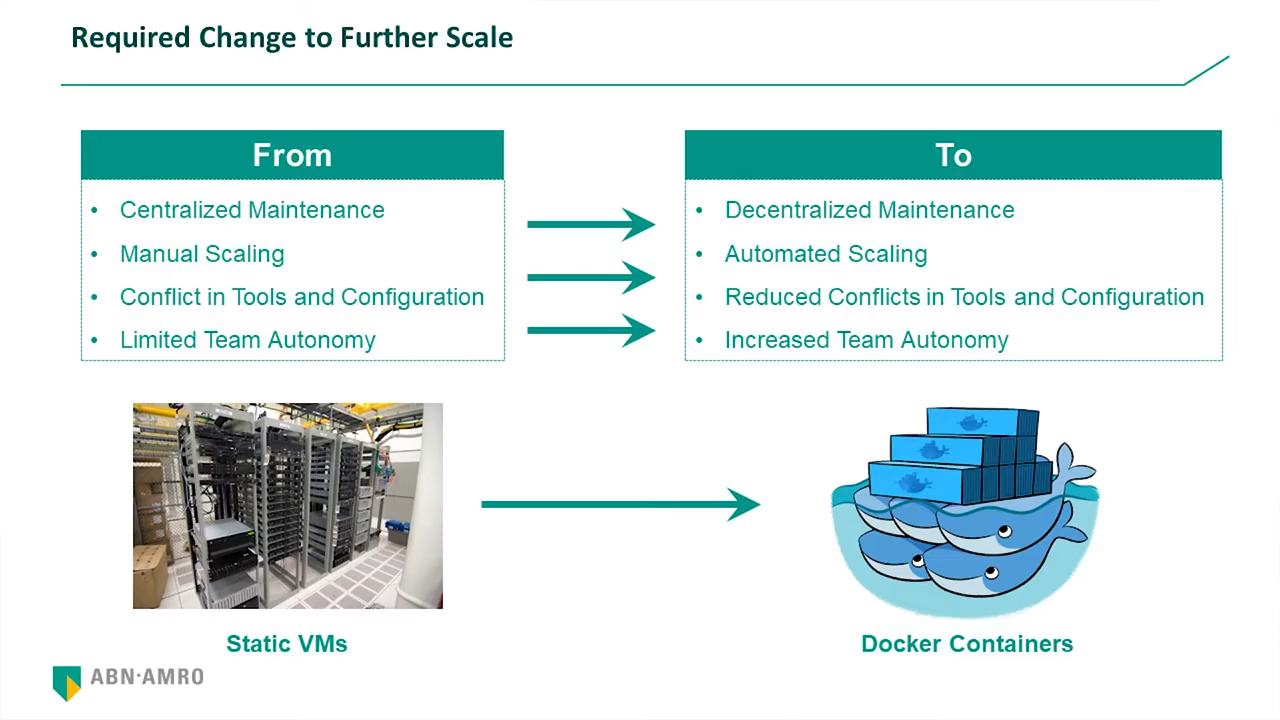 Required Change to Further Scale
From
• Centralized Maintenance
• Manual Scaling
• Conflict in Tools and Configuration
• Limited Team Autonomy
To
• Decentralized Maintenance
• Automated Scaling
• Reduced Conflicts in Tools and Configuration
• Increased Team Autonomy
Static VMs
Docker Containers
ABN·AMRO